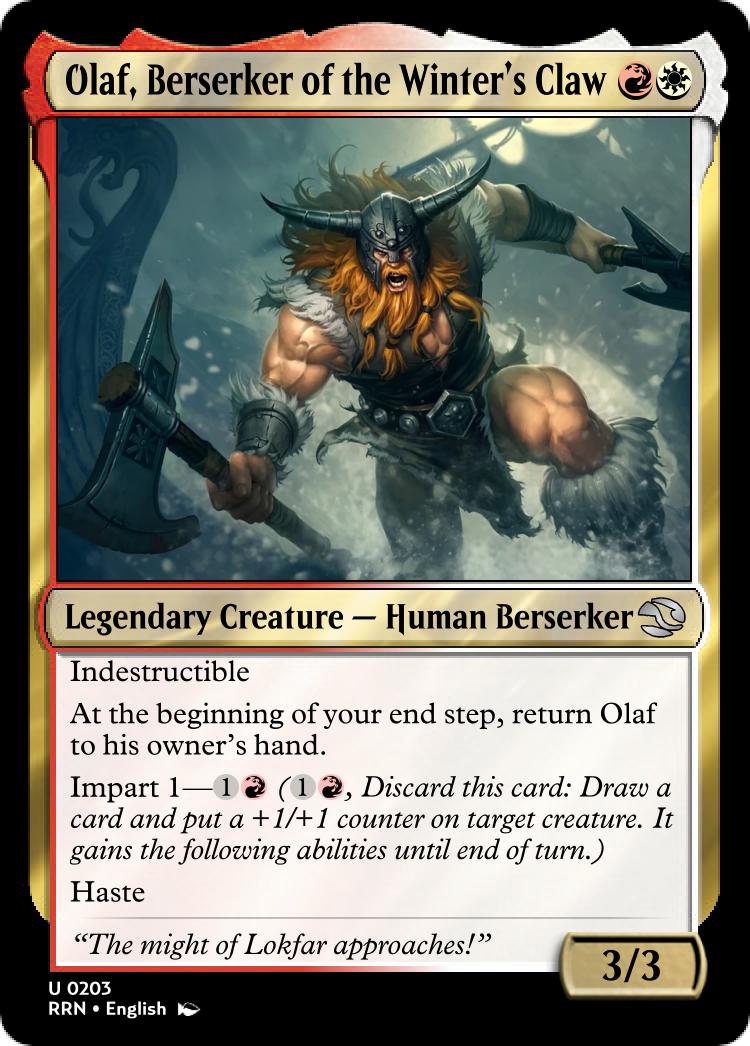 Olaf, Berserker of the Winter's Claw
Legendary Creature — Human Berserker
Indestructible
At the beginning of your end step, return Olaf
to his owner's hand.
Impart 1—1R (1R, Discard this card: Draw a
card and put a +1/+1 counter on target creature. It
gains the following abilities until end of turn.)
Haste
“The might of Lokfar approaches!”
3/3
U 0203
RRN • English